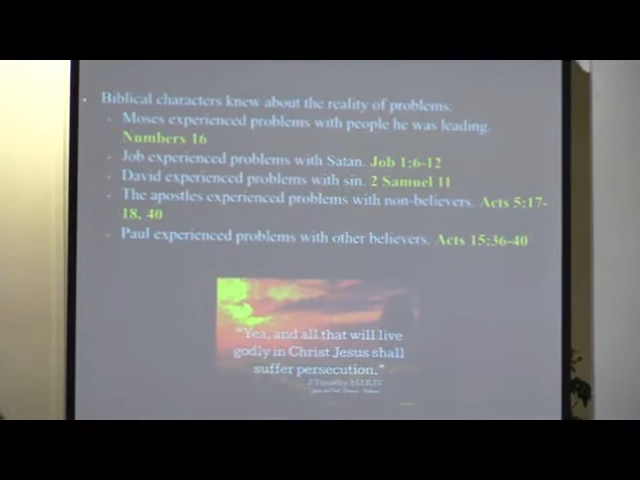 Biblical characters knew about the reality of problems:
Moses experienced problems with people he was leading.
Numbers 16
Job experienced problems with Satan. Job 1:6-12
David experienced problems with sin. 2 Samuel 11
The apostles experienced problems with non-believers. Acts 5:17-
18, 40
Paul experienced problems with other believers. Acts 15:36-40
"Yea, and all that will live
godly in Christ Jesus shall
suffer persecution."
2 Timothy 3:12 KJV